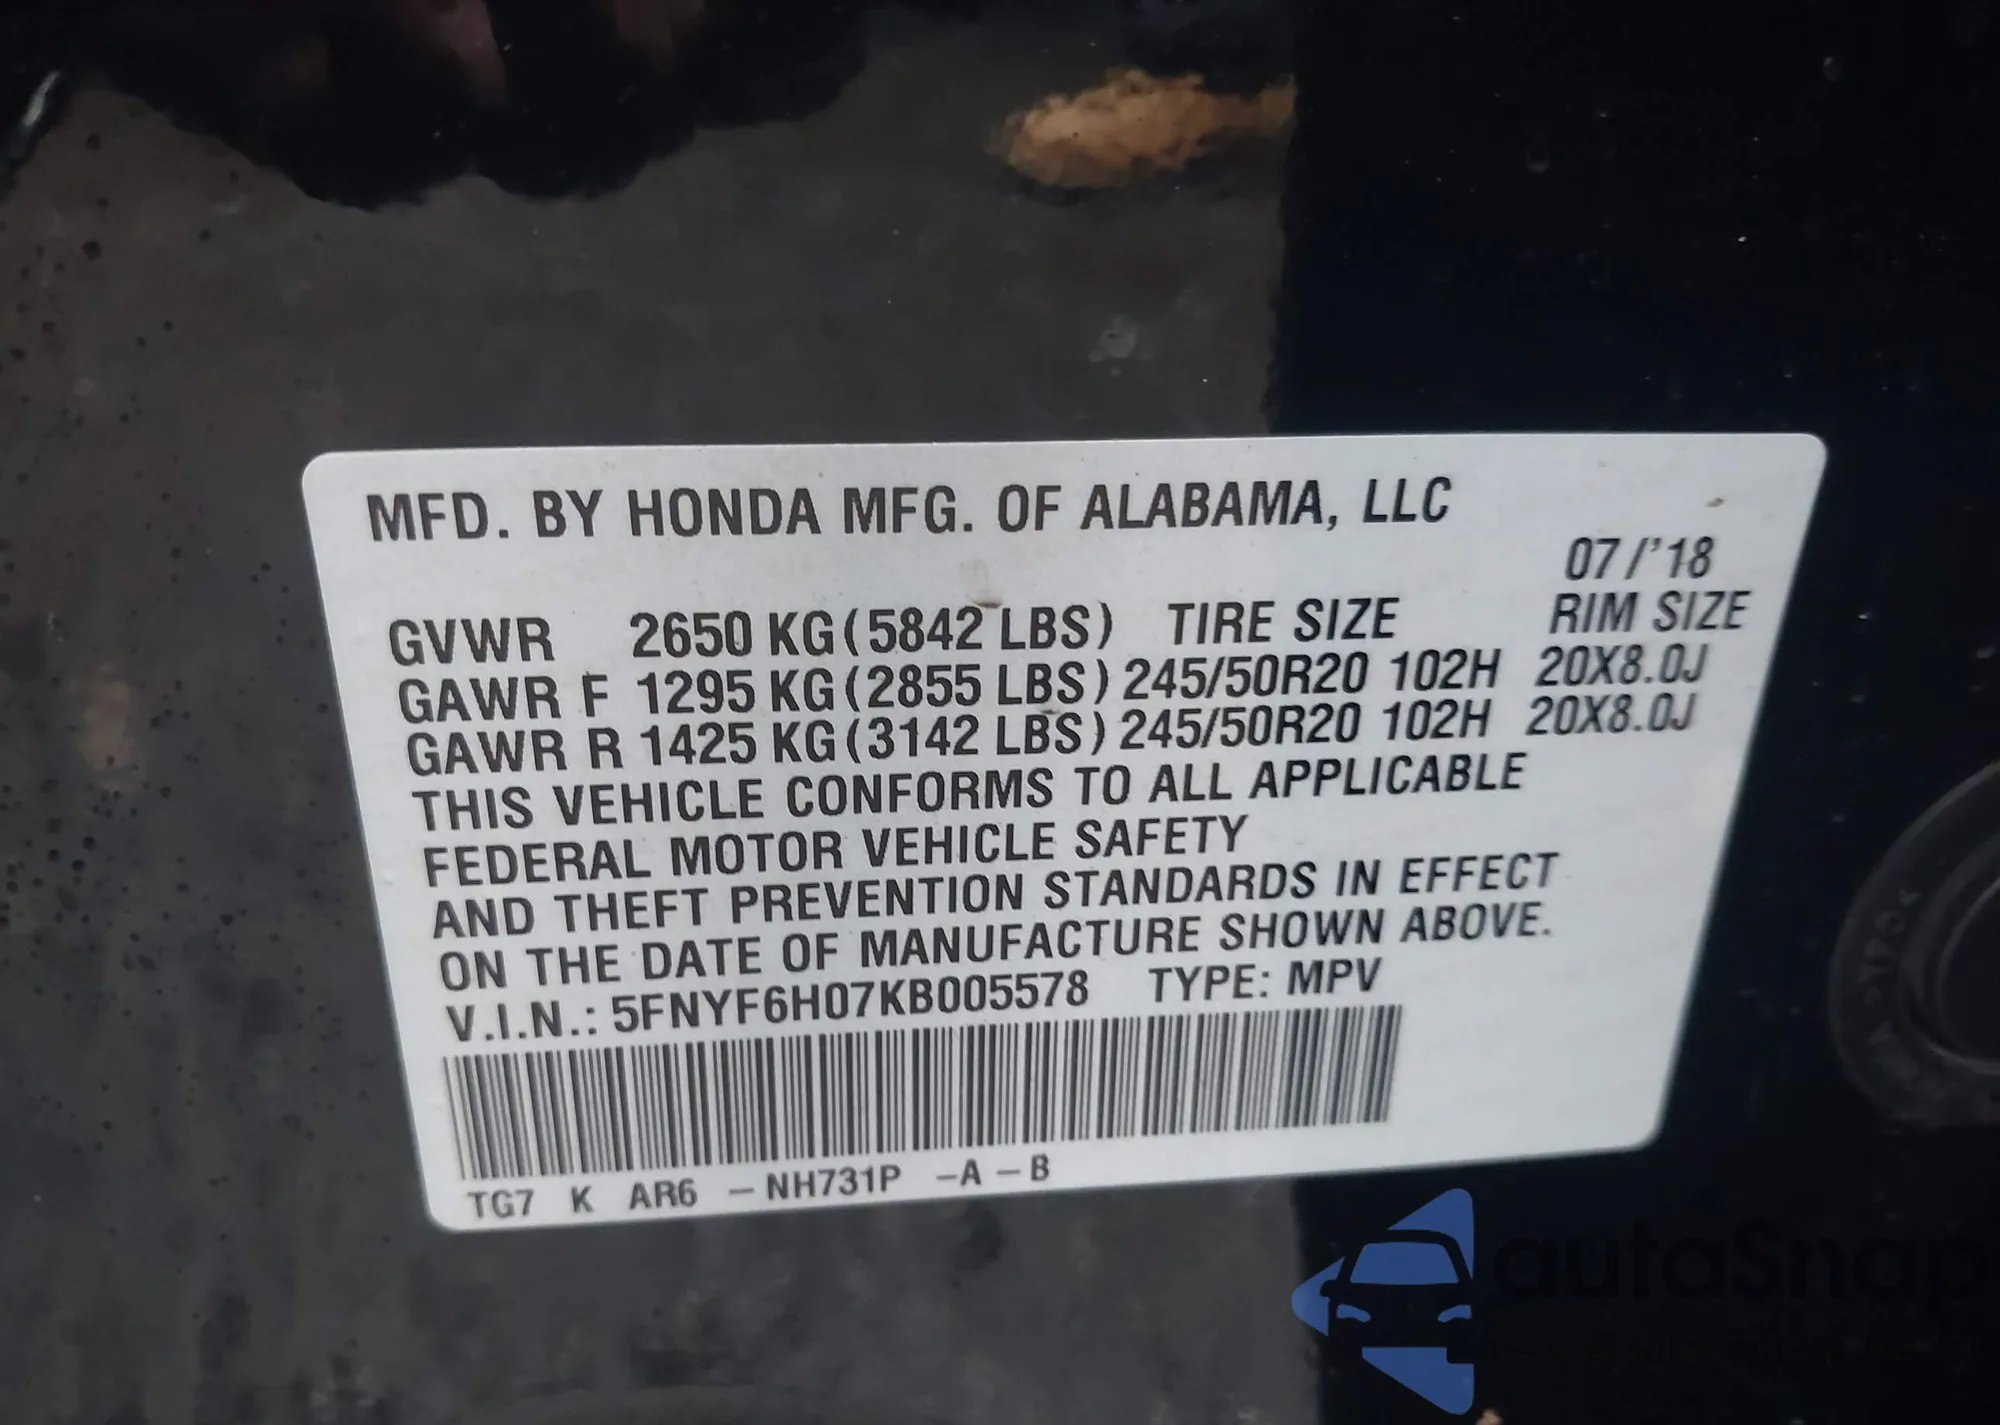 MFD. BY HONDA MFG. OF ALABAMA, LLC
07/'18
GVWR 2650 KG (5842 LBS) TIRE SIZE RIM SIZE
GAWR F 1295 KG (2855 LBS) 245/50R20 102H 20X8.0J
GAWR R 1425 KG (3142 LBS) 245/50R20 102H 20X8.0J
THIS VEHICLE CONFORMS TO ALL APPLICABLE
FEDERAL MOTOR VEHICLE SAFETY
AND THEFT PREVENTION STANDARDS IN EFFECT
ON THE DATE OF MANUFACTURE SHOWN ABOVE.
V.I.N.: 5FNYF6H07KB005578 TYPE: MPV
TG7 K AR6 –NH731P –A –B
autaSnap